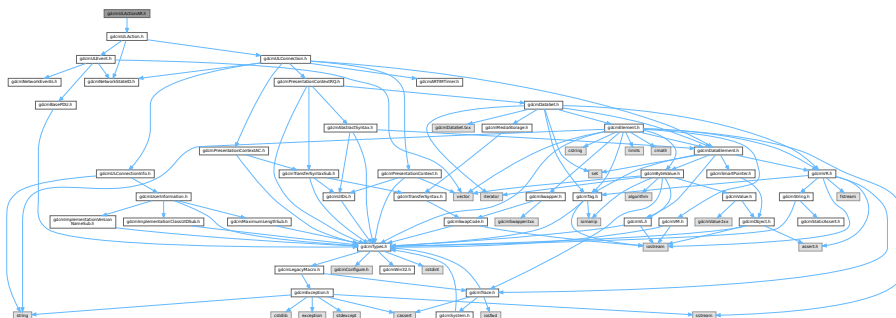 gdcmULActionAR.h
gdcmULAction.h
gdcmULEvent.h
gdcmULConnection.h
gdcmNetworkEvents.h
gdcmNetworkStateID.h
gdcmPresentationContextRQ.h
gdcmARTIMTimer.h
gdcmBasePDU.h
gdcmDataSet.h
gdcmAbstractSyntax.h
gdcmDataSet.txx
gdcmMediaStorage.h
gdcmElement.h
gdcmPresentationContextAC.h
cstring
limits
cmath
gdcmDataElement.h
gdcmULConnectionInfo.h
gdcmTransferSyntaxSub.h
gdcmPresentationContext.h
set
gdcmByteValue.h
gdcmSmartPointer.h
gdcmVR.h
gdcmUserInformation.h
gdcmUIDs.h
gdcmTransferSyntax.h
vector
iterator
gdcmSwapper.h
gdcmTag.h
algorithm
gdcmValue.h
gdcmString.h
fstream
gdcmImplementationVersion
NameSub.h
gdcmImplementationClassUIDSub.h
gdcmMaximumLengthSub.h
gdcmSwapCode.h
gdcmSwapper.txx
iomanip
gdcmVL.h
gdcmVM.h
gdcmValue.txx
gdcmObject.h
gdcmStaticAssert.h
gdcmTypes.h
iostream
assert.h
gdcmLegacyMacro.h
gdcmConfigure.h
gdcmWin32.h
cstdint
gdcmException.h
gdcmTrace.h
string
cstdlib
exception
stdexcept
cassert
gdcmSystem.h
iosfwd
sstream